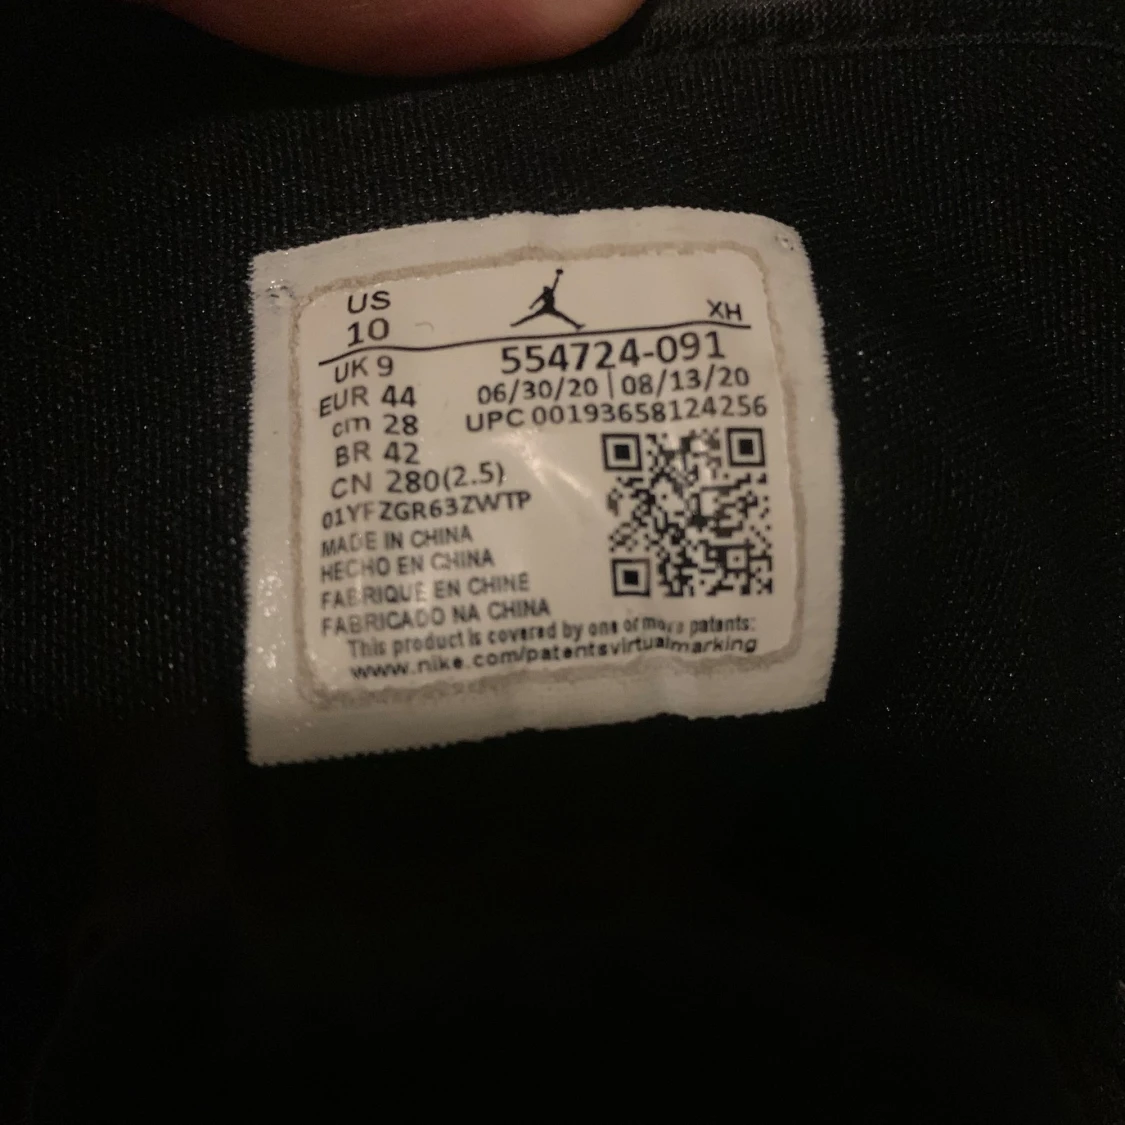 US
10
XH
UK 9
EUR 44
cm 28
BR 42
CN 280(2.5)
554724-091
06/30/20 | 08/13/20
UPC 00193658124256
01YFZGR63ZWTP
MADE IN CHINA
HECHO EN CHINA
FABRIQUE EN CHINE
FABRICADO NA CHINA
This product is covered by one of more patents:
www.nike.com/patentsvirtualmarking